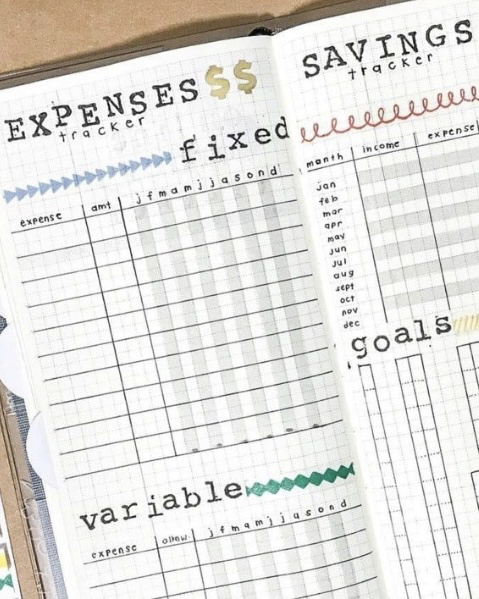 EXPENSES $$
tracker
fixed
expense amt j f m a m j j a s o n d
variable
expense j f m a m j j a s o n d
SAVINGS
tracker
month income expense
jan
feb
mar
apr
may
jun
jul
aug
sept
oct
nov
dec
goals